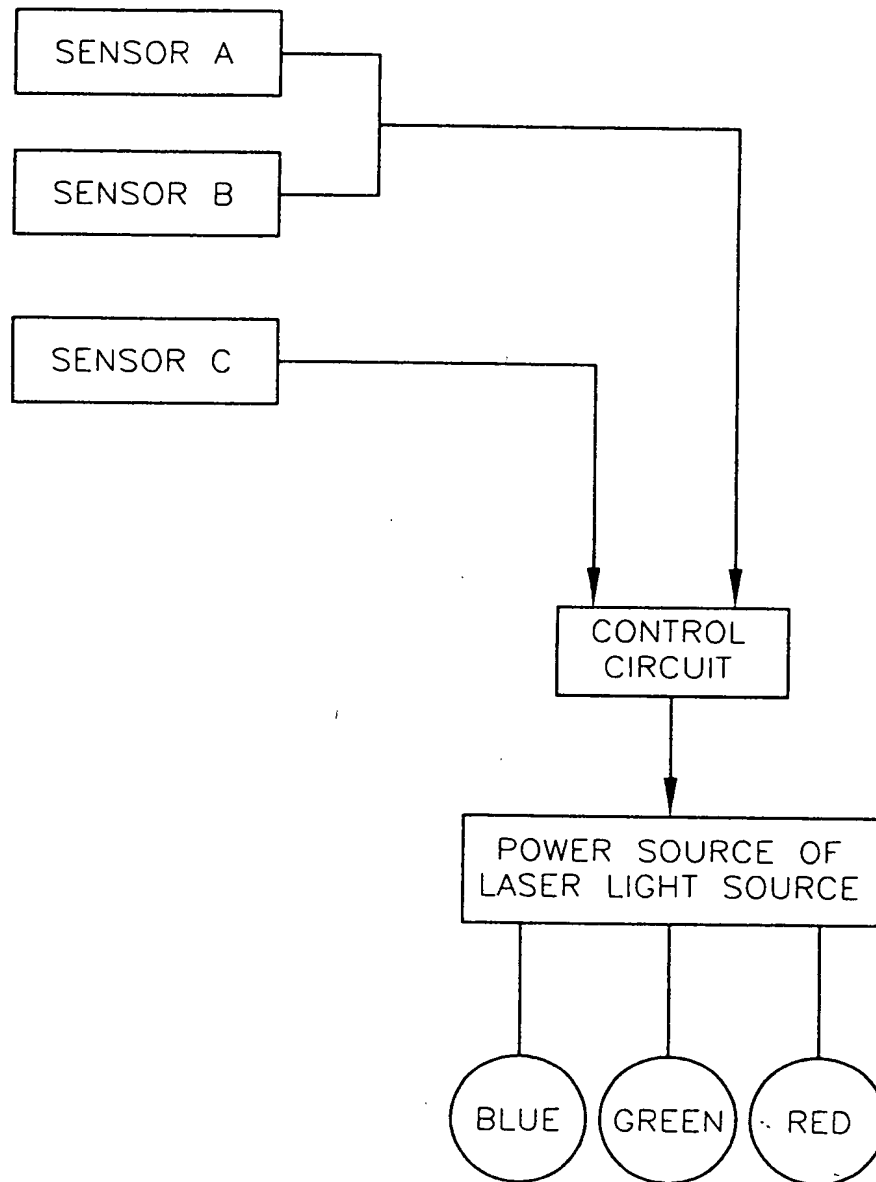 SENSOR A
SENSOR B
SENSOR C
CONTROL
CIRCUIT
POWER SOURCE OF
LASER LIGHT SOURCE
BLUE
GREEN
RED